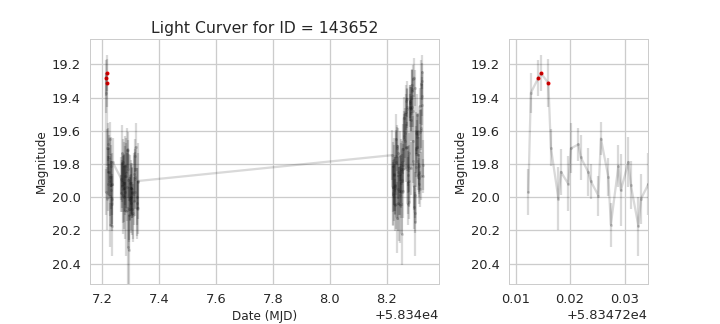 Light Curver for ID = 143652
19.2
19.4
19.6
19.8
20.0
20.2
20.4
Magnitude
7.2 7.4 7.6 7.8 8.0 8.2
Date (MJD)
+5.834e4
19.2
19.4
19.6
19.8
20.0
20.2
20.4
Magnitude
0.01 0.02 0.03
+5.83472e4